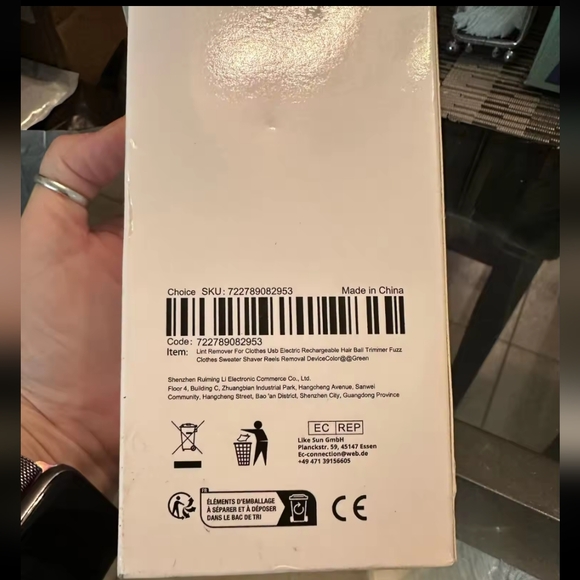 Choice SKU: 722789082953 Made in China
Code: 722789082953
Item: Lint Remover For Clothes Usb Electric Rechargeable Hair Ball Trimmer Fuzz
Clothes Sweater Shaver Reels Removal DeviceColor@@Green
Shenzhen Ruiming LI Electronic Commerce Co., Ltd.
Floor 4, Building C, Zhuangbian Industrial Park, Hangcheng Avenue, Sanwei
Community, Hangcheng Street, Bao 'an District, Shenzhen City, Guangdong Province
EC REP
Like Sun GmbH
Planckstr. 59, 45147 Essen
Ec-connection@web.de
+49 471 39156605
FR
ÉLÉMENTS D'EMBALLAGE
À SÉPARER ET À DÉPOSER
DANS LE BAC DE TRI
CE